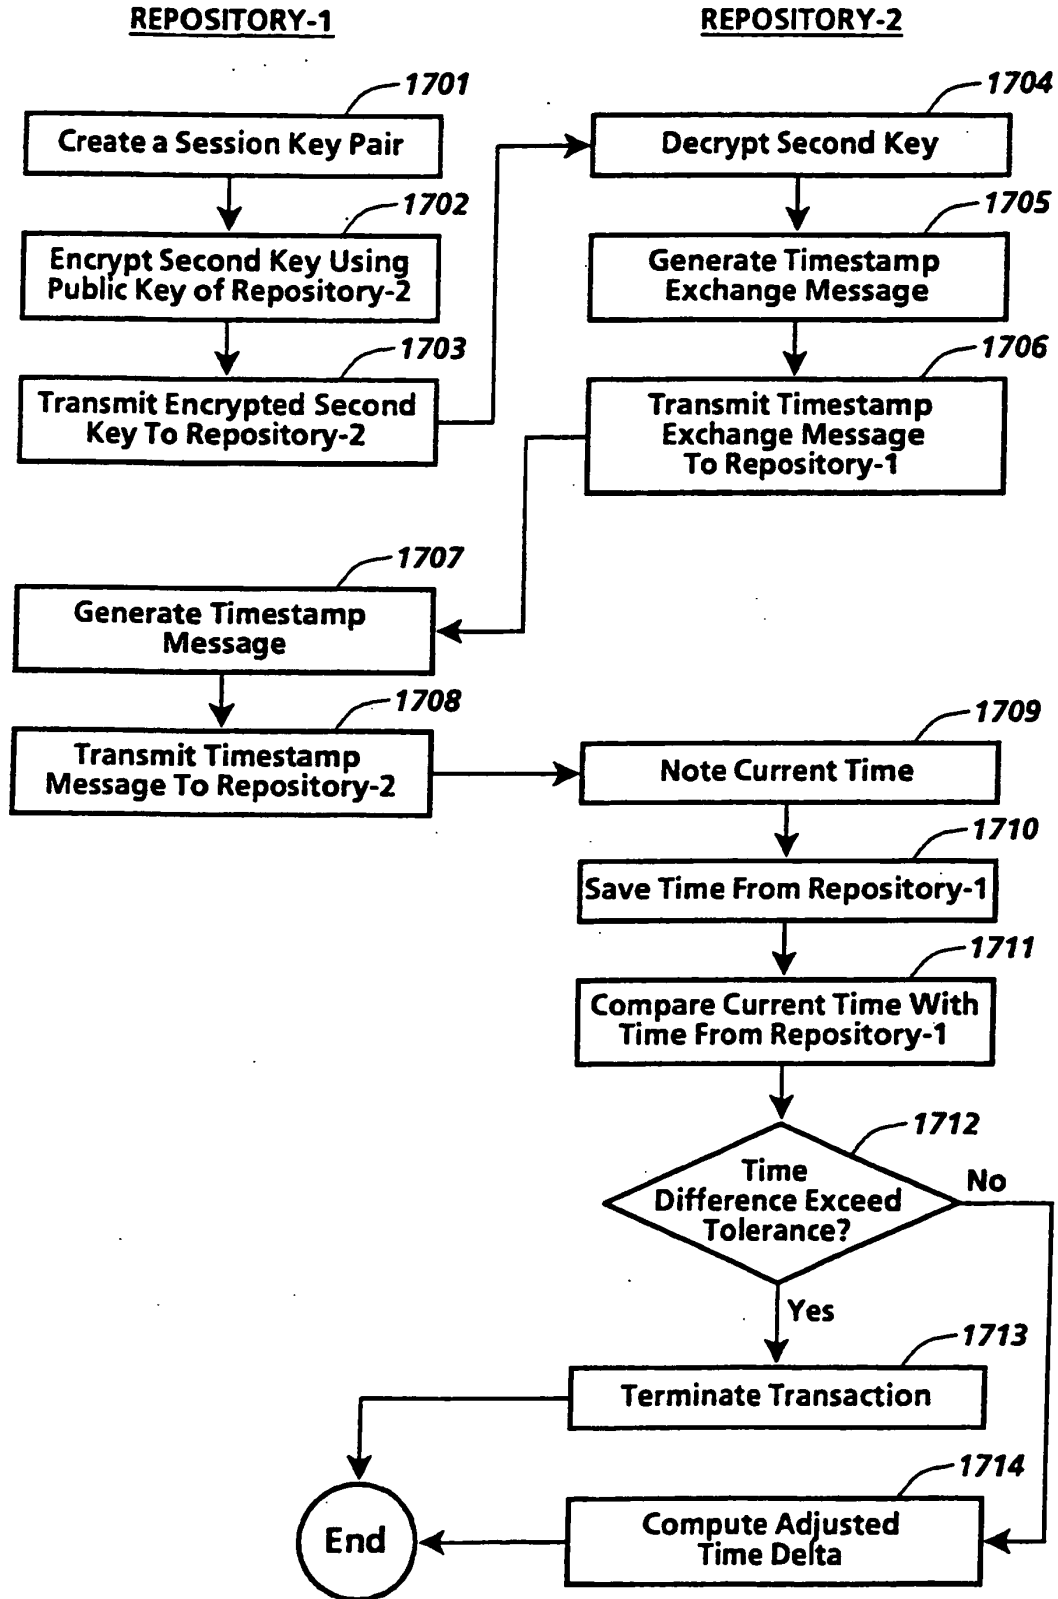 REPOSITORY-1
REPOSITORY-2
1701
Create a Session Key Pair
1702
Encrypt Second Key Using
Public Key of Repository-2
1703
Transmit Encrypted Second
Key To Repository-2
1704
Decrypt Second Key
1705
Generate Timestamp
Exchange Message
1706
Transmit Timestamp
Exchange Message
To Repository-1
1707
Generate Timestamp
Message
1708
Transmit Timestamp
Message To Repository-2
1709
Note Current Time
1710
Save Time From Repository-1
1711
Compare Current Time With
Time From Repository-1
1712
Time
Difference Exceed
Tolerance?
No
Yes
1713
Terminate Transaction
1714
Compute Adjusted
Time Delta
End